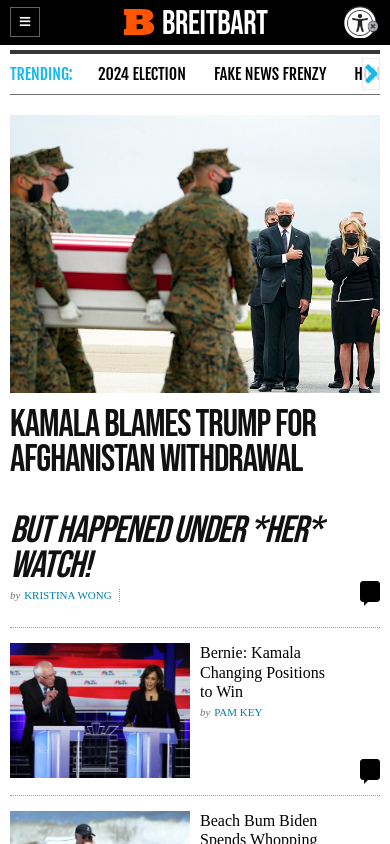 BREITBART
TRENDING:
2024 ELECTION
FAKE NEWS FRENZY
H
KAMALA BLAMES TRUMP FOR
AFGHANISTAN WITHDRAWAL
BUT HAPPENED UNDER *HER*
WATCH!
by KRISTINA WONG
Bernie: Kamala
Changing Positions
to Win
by PAM KEY
Beach Bum Biden
Spends Whopping